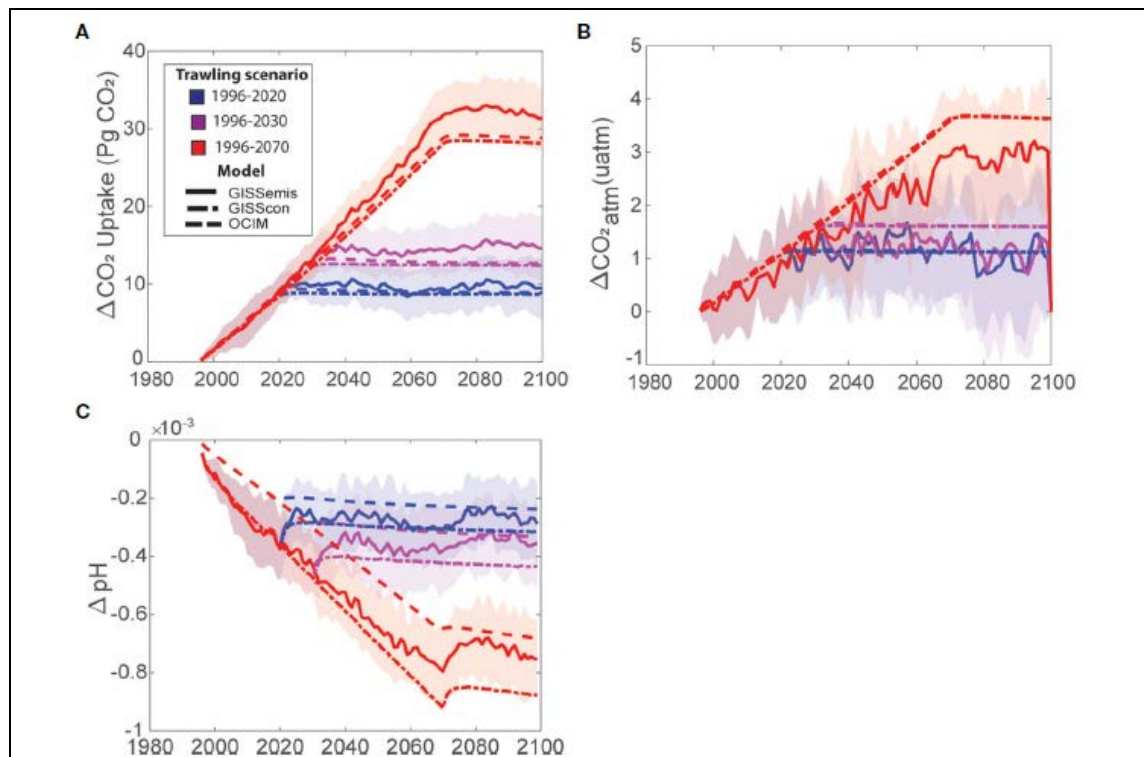 A
ΔCO₂ Uptake (Pg CO₂)
40
30
20
10
0
1980 2000 2020 2040 2060 2080 2100
Trawling scenario
1996-2020
1996-2030
1996-2070
Model
GISSemis
GISScon
OCIM
B
ΔCO₂atm(uatm)
5
4
3
2
1
0
-1
1980 2000 2020 2040 2060 2080 2100
C
×10⁻³
ΔpH
0
-0.2
-0.4
-0.6
-0.8
-1
1980 2000 2020 2040 2060 2080 2100